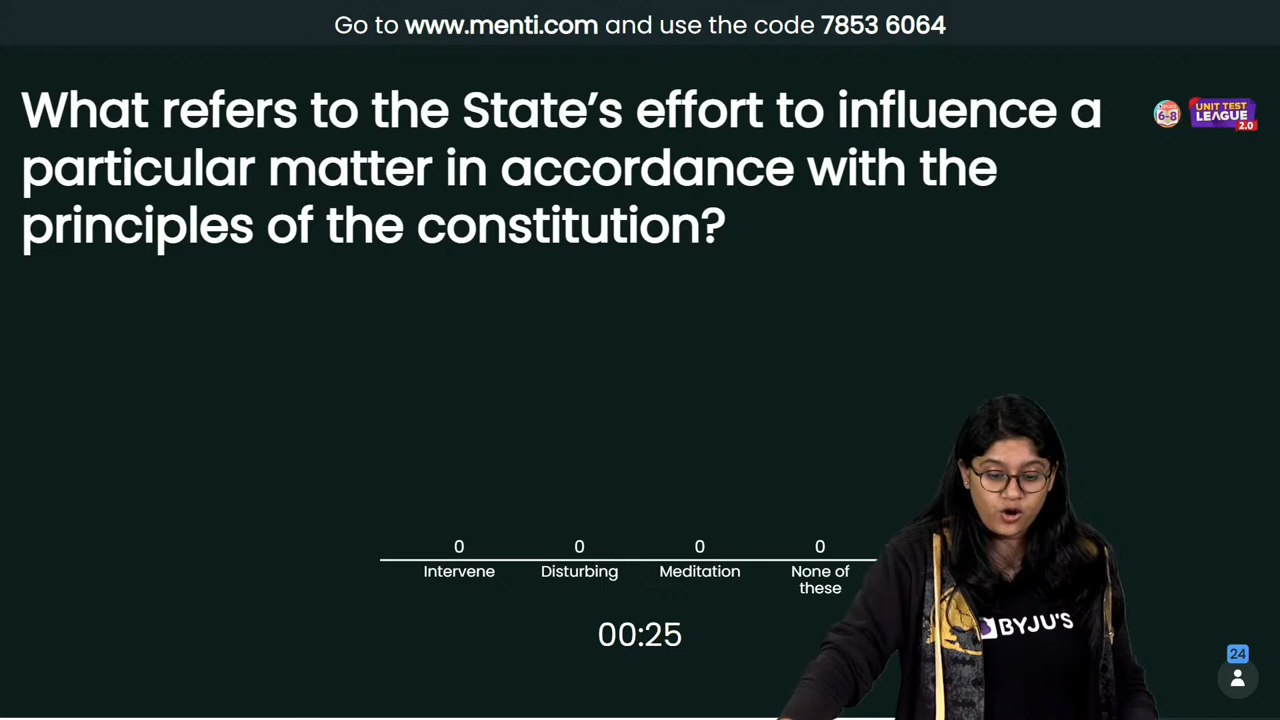 Go to www.menti.com and use the code 7853 6064
What refers to the State’s effort to influence a
particular matter in accordance with the
principles of the constitution?
6-8
UNIT TEST
LEAGUE
2.0
0 0 0 0
Intervene Disturbing Meditation None of
these
00:25
BYJU'S
24